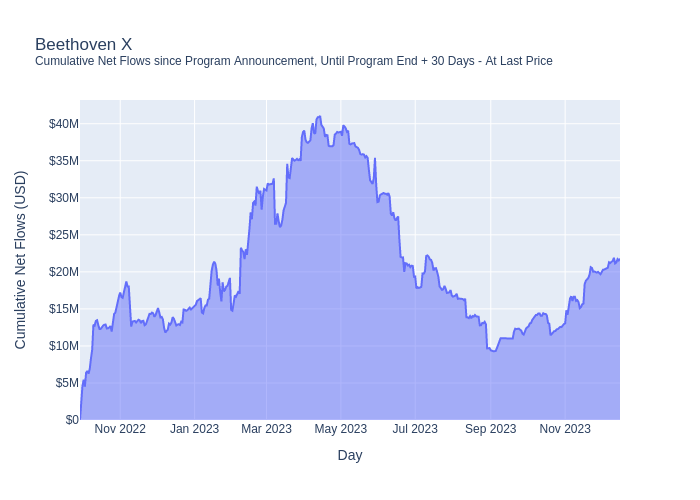 Beethoven X
Cumulative Net Flows since Program Announcement, Until Program End + 30 Days - At Last Price
Cumulative Net Flows (USD)
$40M
$35M
$30M
$25M
$20M
$15M
$10M
$5M
$0
Nov 2022 Jan 2023 Mar 2023 May 2023 Jul 2023 Sep 2023 Nov 2023
Day